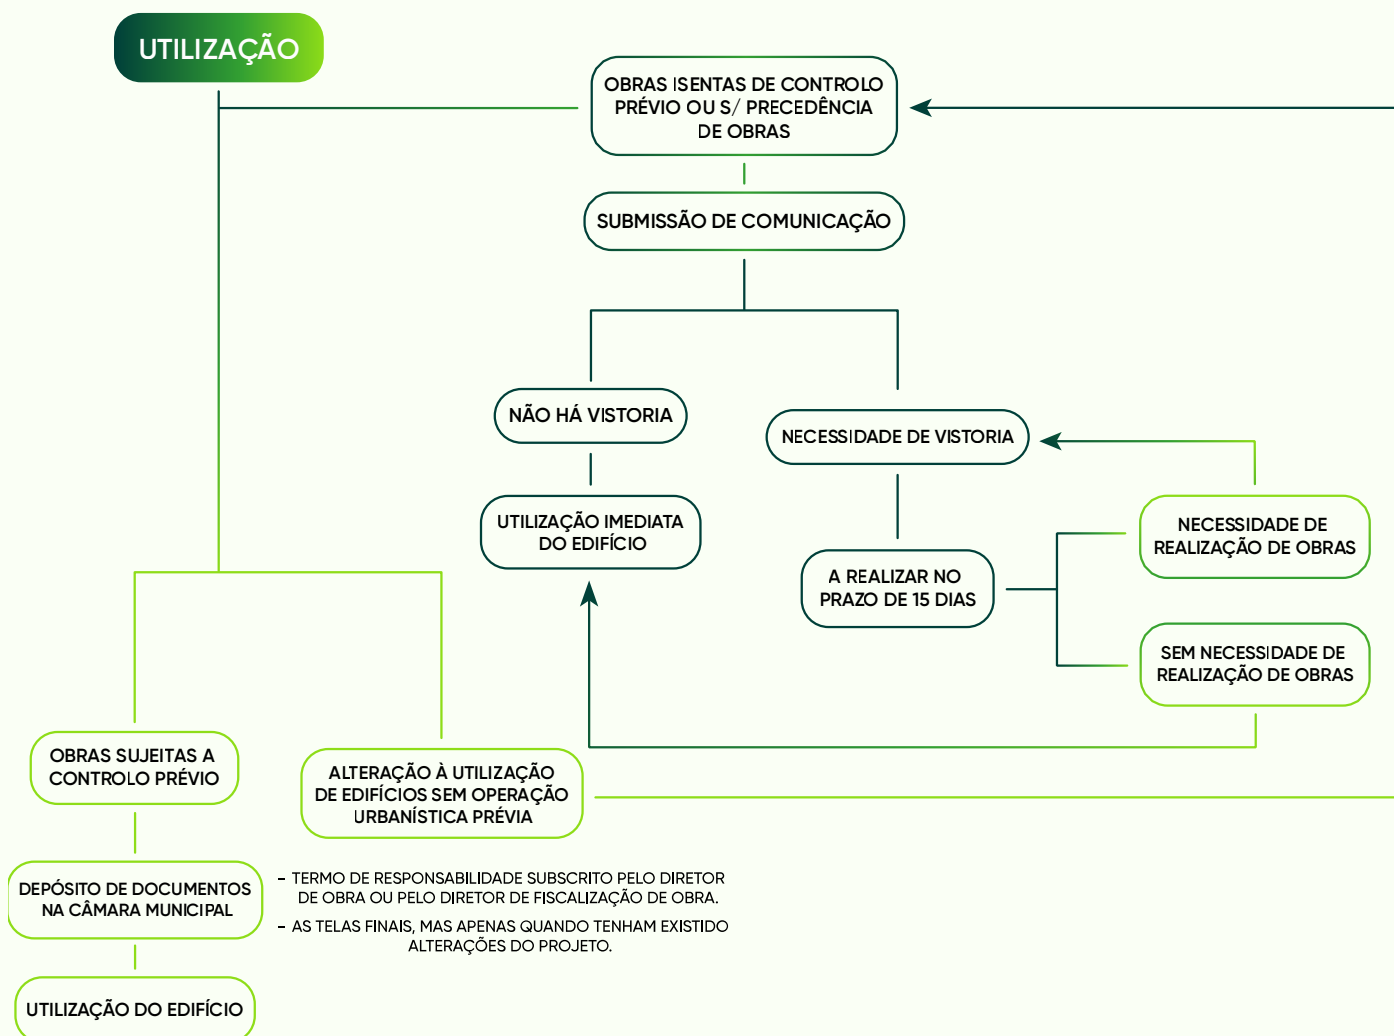 UTILIZAÇÃO
OBRAS ISENTAS DE CONTROLO
PRÉVIO OU S/ PRECEDÊNCIA
DE OBRAS
SUBMISSÃO DE COMUNICAÇÃO
NÃO HÁ VISTORIA
NECESSIDADE DE VISTORIA
UTILIZAÇÃO IMEDIATA
DO EDIFÍCIO
A REALIZAR NO
PRAZO DE 15 DIAS
NECESSIDADE DE
REALIZAÇÃO DE OBRAS
SEM NECESSIDADE DE
REALIZAÇÃO DE OBRAS
OBRAS SUJEITAS A
CONTROLO PRÉVIO
ALTERAÇÃO À UTILIZAÇÃO
DE EDIFÍCIOS SEM OPERAÇÃO
URBANÍSTICA PRÉVIA
DEPÓSITO DE DOCUMENTOS
NA CÂMARA MUNICIPAL
- TERMO DE RESPONSABILIDADE SUBSCRITO PELO DIRETOR
DE OBRA OU PELO DIRETOR DE FISCALIZAÇÃO DE OBRA.
- AS TELAS FINAIS, MAS APENAS QUANDO TENHAM EXISTIDO
ALTERAÇÕES DO PROJETO.
UTILIZAÇÃO DO EDIFÍCIO